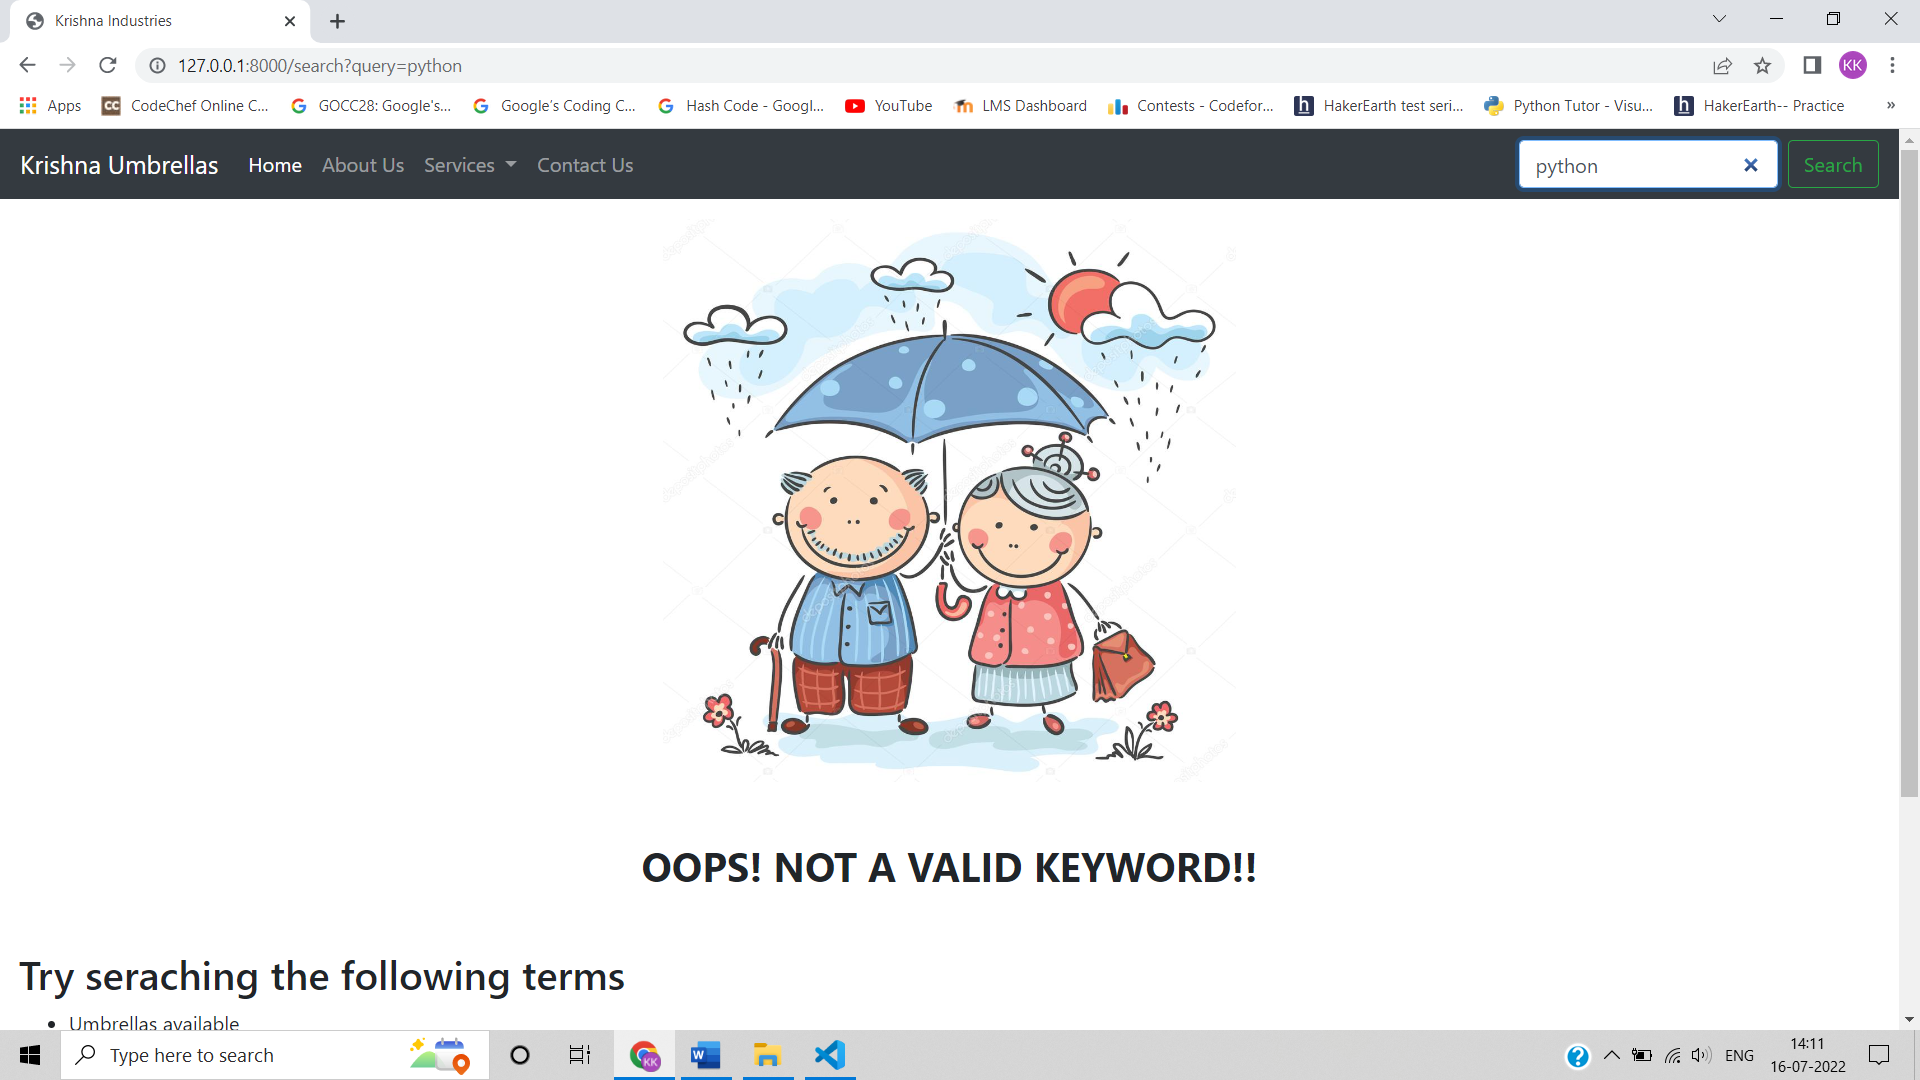 Krishna Industries
127.0.0.1:8000/search?query=python
KK
Apps
CodeChef Online C...
GOCC28: Google's...
Google's Coding C...
Hash Code - Googl...
YouTube
LMS Dashboard
Contests - Codefor...
HakerEarth test seri...
Python Tutor - Visu...
HakerEarth-- Practice
»
Krishna Umbrellas
Home
About Us
Services
Contact Us
python
Search
OOPS! NOT A VALID KEYWORD!!
Try seraching the following terms
Umbrellas available
Type here to search
ENG
14:11
16-07-2022